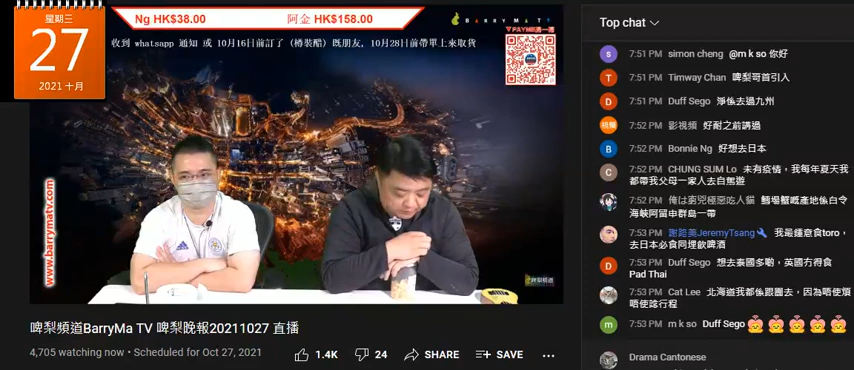 星期三
27
2021 十月
Ng HK$38.00
阿金 HK$158.00
BARRYMA TV
收到 whatsapp 通知 或 10月16日前訂了（樽裝醋）既朋友，10月28日前帶單上來取貨
www.barrymatv.com
啤梨頻道
啤梨頻道BarryMa TV 啤梨晚報20211027 直播
4,705 watching now • Scheduled for Oct 27, 2021
1.4K
24
SHARE
SAVE
Top chat
s
7:51 PM simon cheng @m k so 你好
T
7:51 PM Timway Chan 啤梨哥首引入
D
7:51 PM Duff Sego 淨係去過九州
7:52 PM 影視頻 好耐之前講過
B
7:52 PM Bonnie Ng 好想去日本
C
7:52 PM CHUNG SUM Lo 未有疫情，我每年夏天我
都帶我父母一家人去自駕遊
7:52 PM 俺は窮兇極惡吃人貓 鱈場蟹嘅產地係白令
海峽阿留申群島一帶
7:53 PM 謝路美JeremyTsang 我最鍾意食toro，
去日本必食同埋飲啤酒
D
7:53 PM Duff Sego 想去泰國多啲，英國冇得食
Pad Thai
7:53 PM Cat Lee 北海道我都係跟團去，因為唔使煩
唔使諗行程
m
7:53 PM m k so Duff Sego
Drama Cantonese